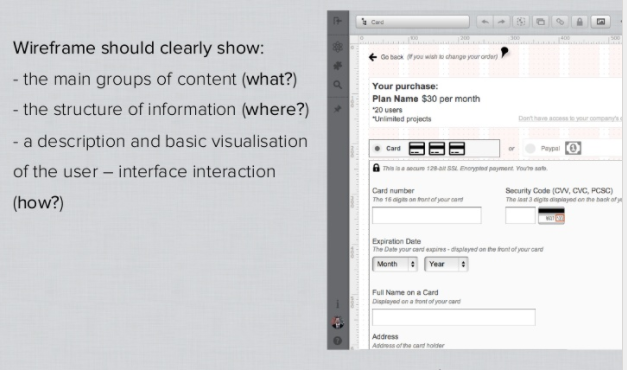 Wireframe should clearly show:
- the main groups of content (what?)
- the structure of information (where?)
- a description and basic visualisation
of the user – interface interaction
(how?)
Card
Go back (If you wish to change your order)
Your purchase:
Plan Name $30 per month
*20 users
*Unlimited projects
Don't have access to your company's
Card or Paypal
This is a secure 128-bit SSL Encrypted payment. You're safe.
Card number
The 16 digits on front of your card
Security Code (CVV, CVC, PCSC)
The last 3 digits displayed on the back of
Expiration Date
The Date your card expires - displayed on the front of your card
Month Year
Full Name on a Card
Displayed on a front of your card
Address
Address of the card holder